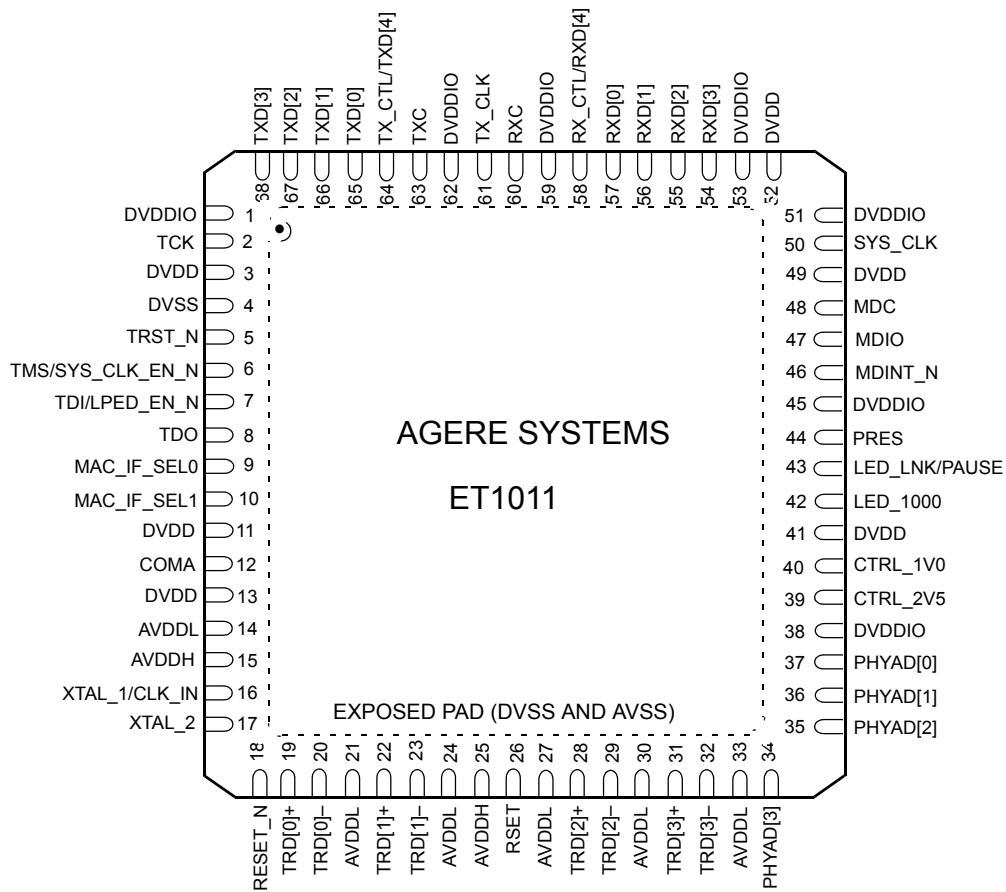 TXD[3]
TXD[2]
TXD[1]
TXD[0]
TX_CTL/TXD[4]
TXC
DVDDIO
TX_CLK
RXC
DVDDIO
RX_CTL/RXD[4]
RXD[0]
RXD[1]
RXD[2]
RXD[3]
DVDDIO
DVDD
68
67
66
65
64
63
62
61
60
59
58
57
56
55
54
53
52
DVDDIO 1
TCK 2
DVDD 3
DVSS 4
TRST_N 5
TMS/SYS_CLK_EN_N 6
TDI/LPED_EN_N 7
TDO 8
MAC_IF_SEL0 9
MAC_IF_SEL1 10
DVDD 11
COMA 12
DVDD 13
AVDDL 14
AVDDH 15
XTAL_1/CLK_IN 16
XTAL_2 17
AGERE SYSTEMS
ET1011
EXPOSED PAD (DVSS AND AVSS)
51 DVDDIO
50 SYS_CLK
49 DVDD
48 MDC
47 MDIO
46 MDINT_N
45 DVDDIO
44 PRES
43 LED_LNK/PAUSE
42 LED_1000
41 DVDD
40 CTRL_1V0
39 CTRL_2V5
38 DVDDIO
37 PHYAD[0]
36 PHYAD[1]
35 PHYAD[2]
18
19
20
21
22
23
24
25
26
27
28
29
30
31
32
33
34
RESET_N
TRD[0]+
TRD[0]–
AVDDL
TRD[1]+
TRD[1]–
AVDDL
AVDDH
RSET
AVDDL
TRD[2]+
TRD[2]–
AVDDL
TRD[3]+
TRD[3]–
AVDDL
PHYAD[3]